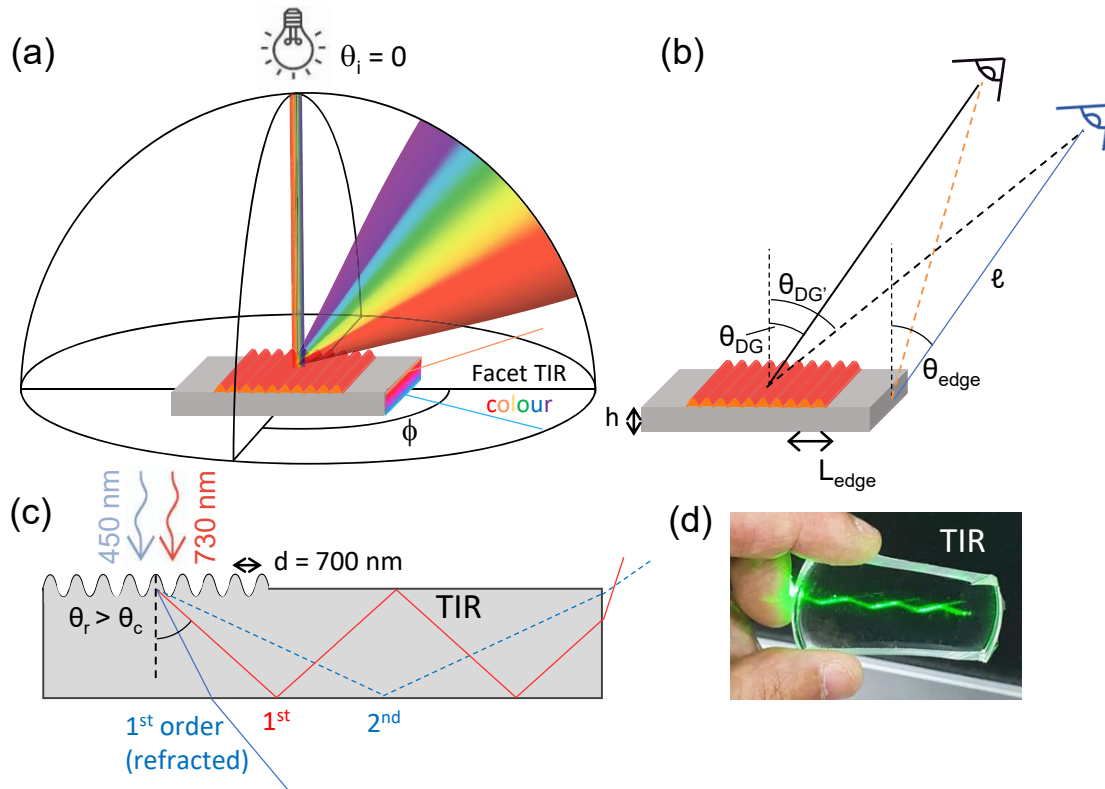 (a)
θi = 0
Facet TIR
colour
ϕ
(b)
θDG'
θDG
ℓ
θedge
h
Ledge
(c)
450 nm
730 nm
d = 700 nm
θr > θc
TIR
1st order
(refracted)
1st
2nd
(d)
TIR